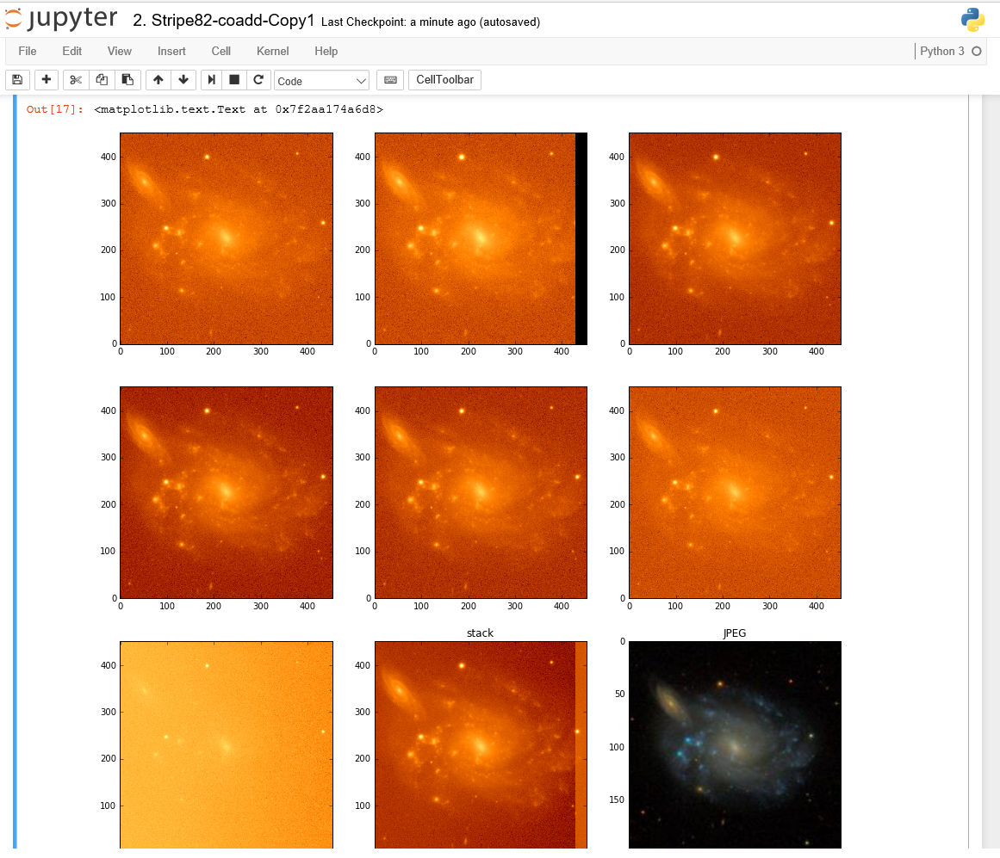 jupyter 2. Stripe82-coadd-Copy1 Last Checkpoint: a minute ago (autosaved)
File Edit View Insert Cell Kernel Help Python 3
Code CellToolbar
Out[17]: <matplotlib.text.Text at 0x7f2aa174a6d8>
400 400 400
300 300 300
200 200 200
100 100 100
0 0 0
0 100 200 300 400 0 100 200 300 400 0 100 200 300 400
400 400 400
300 300 300
200 200 200
100 100 100
0 0 0
0 100 200 300 400 0 100 200 300 400 0 100 200 300 400
stack JPEG
0
400 400
50
300 300
100
200 200
150
100 100